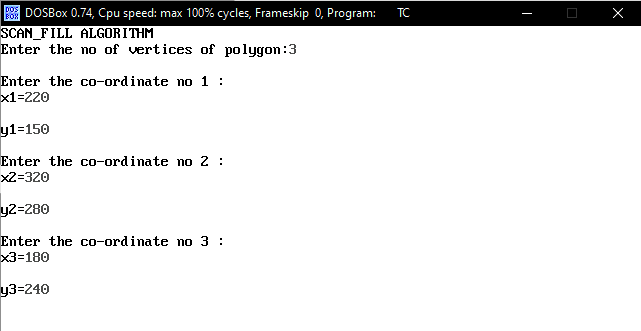 DOS
BOX
DOSBox 0.74, Cpu speed: max 100% cycles, Frameskip 0, Program: TC
SCAN_FILL ALGORITHM
Enter the no of vertices of polygon:3
Enter the co-ordinate no 1 :
x1=220
y1=150
Enter the co-ordinate no 2 :
x2=320
y2=280
Enter the co-ordinate no 3 :
x3=180
y3=240